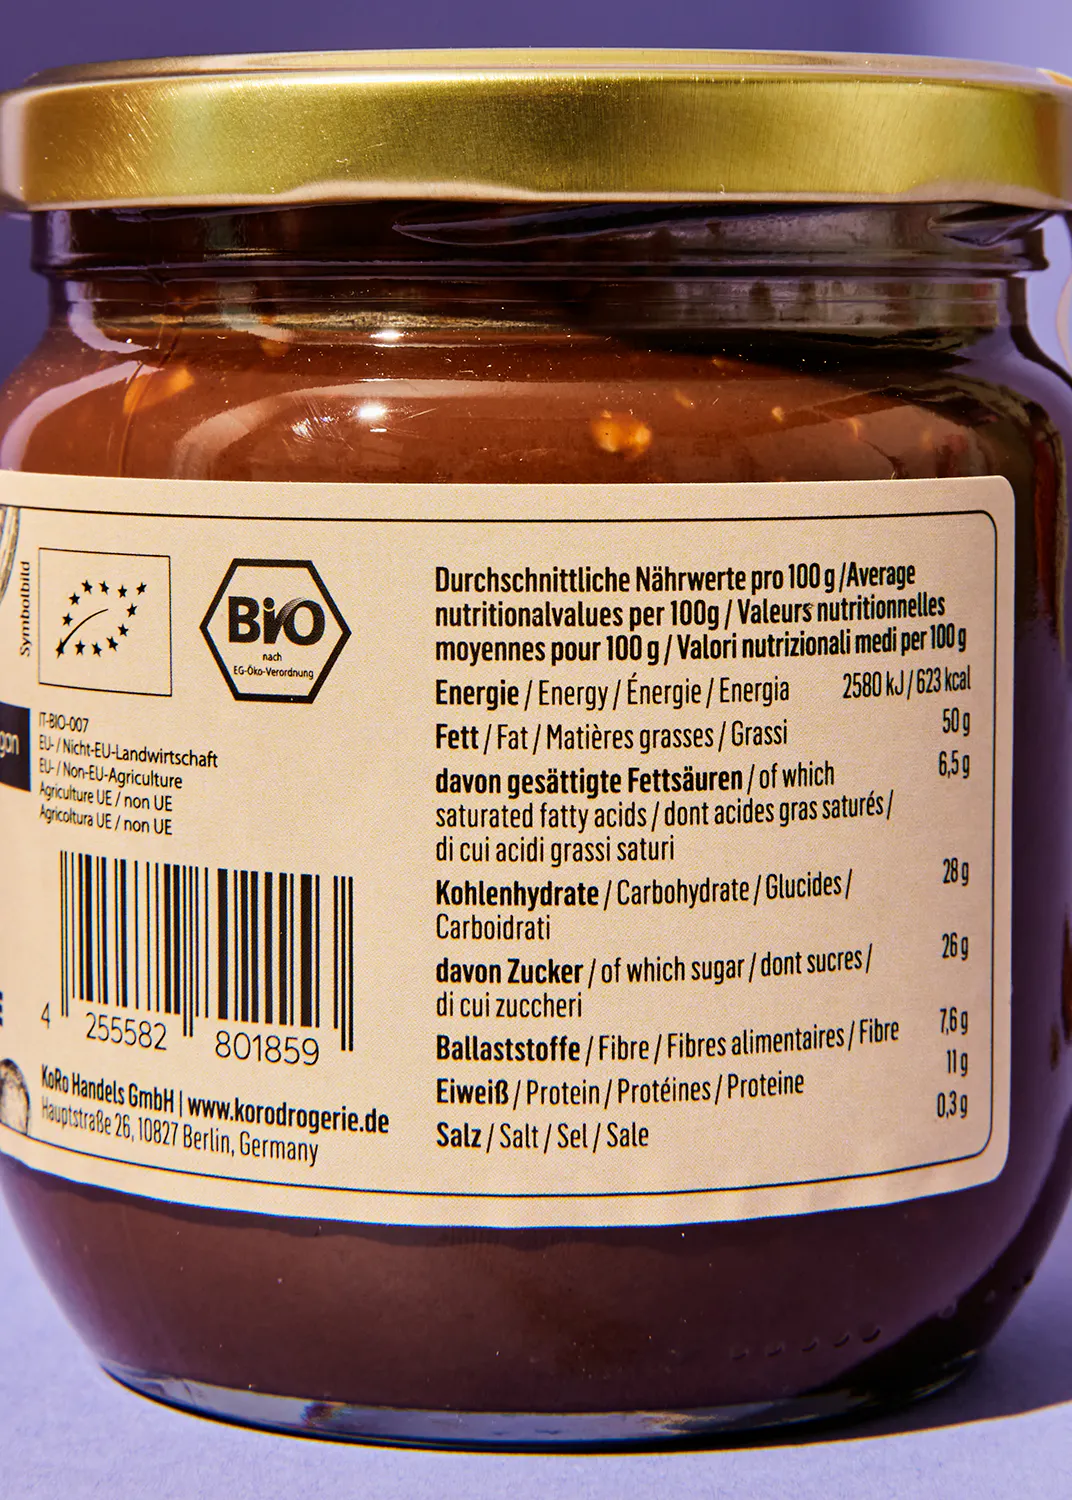 Symbolbild
BiO
nach
EG-Öko-Verordnung
IT-BIO-007
EU- / Nicht-EU-Landwirtschaft
EU- / Non-EU-Agriculture
Agriculture UE / non UE
Agricoltura UE / non UE
4 255582 801859
KoRo Handels GmbH | www.korodrogerie.de
Hauptstraße 26, 10827 Berlin, Germany
Durchschnittliche Nährwerte pro 100 g /Average
nutritionalvalues per 100g / Valeurs nutritionnelles
moyennes pour 100 g / Valori nutrizionali medi per 100 g
Energie / Energy / Énergie / Energia 2580 kJ / 623 kcal
Fett / Fat / Matières grasses / Grassi 50 g
davon gesättigte Fettsäuren / of which 6,5 g
saturated fatty acids / dont acides gras saturés /
di cui acidi grassi saturi
Kohlenhydrate / Carbohydrate / Glucides / 28 g
Carboidrati
davon Zucker / of which sugar / dont sucres / 26 g
di cui zuccheri
Ballaststoffe / Fibre / Fibres alimentaires / Fibre 7,6 g
Eiweiß / Protein / Protéines / Proteine 11 g
Salz / Salt / Sel / Sale 0,3 g